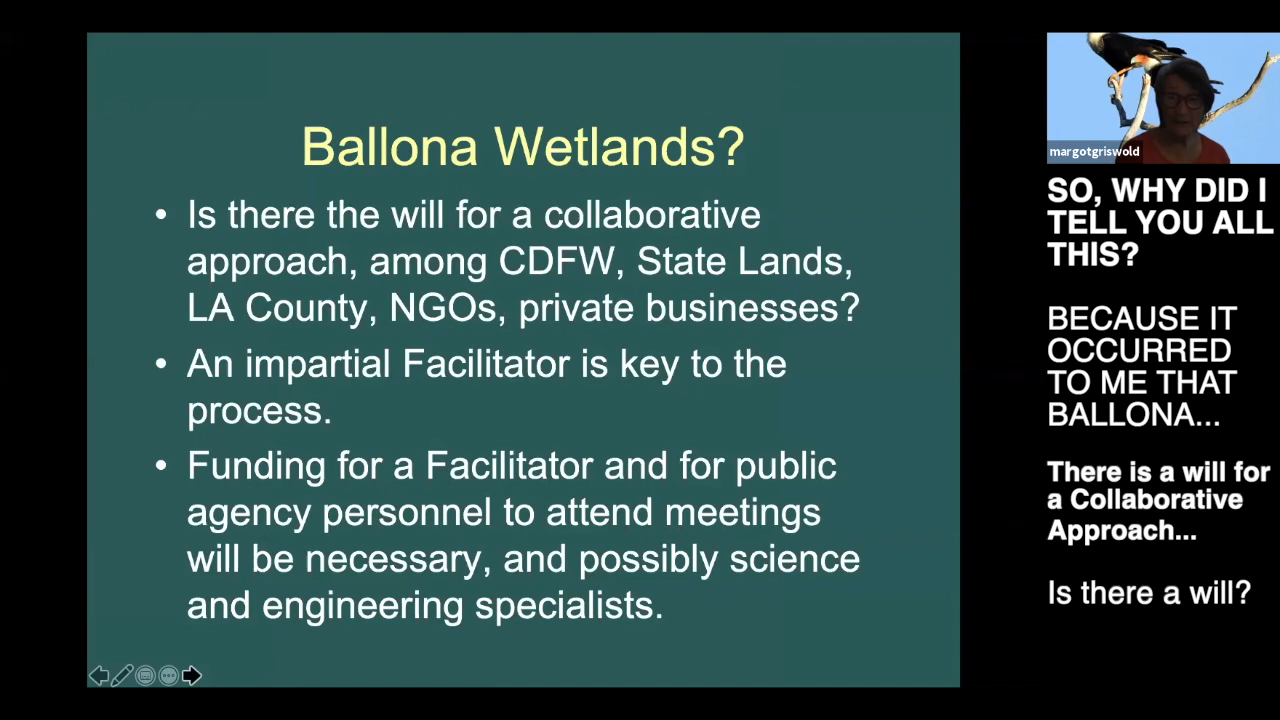 Ballona Wetlands?
• Is there the will for a collaborative
approach, among CDFW, State Lands,
LA County, NGOs, private businesses?
• An impartial Facilitator is key to the
process.
• Funding for a Facilitator and for public
agency personnel to attend meetings
will be necessary, and possibly science
and engineering specialists.
margotgriswold
SO, WHY DID I
TELL YOU ALL
THIS?
BECAUSE IT
OCCURRED
TO ME THAT
BALLONA...
There is a will for
a Collaborative
Approach...
Is there a will?